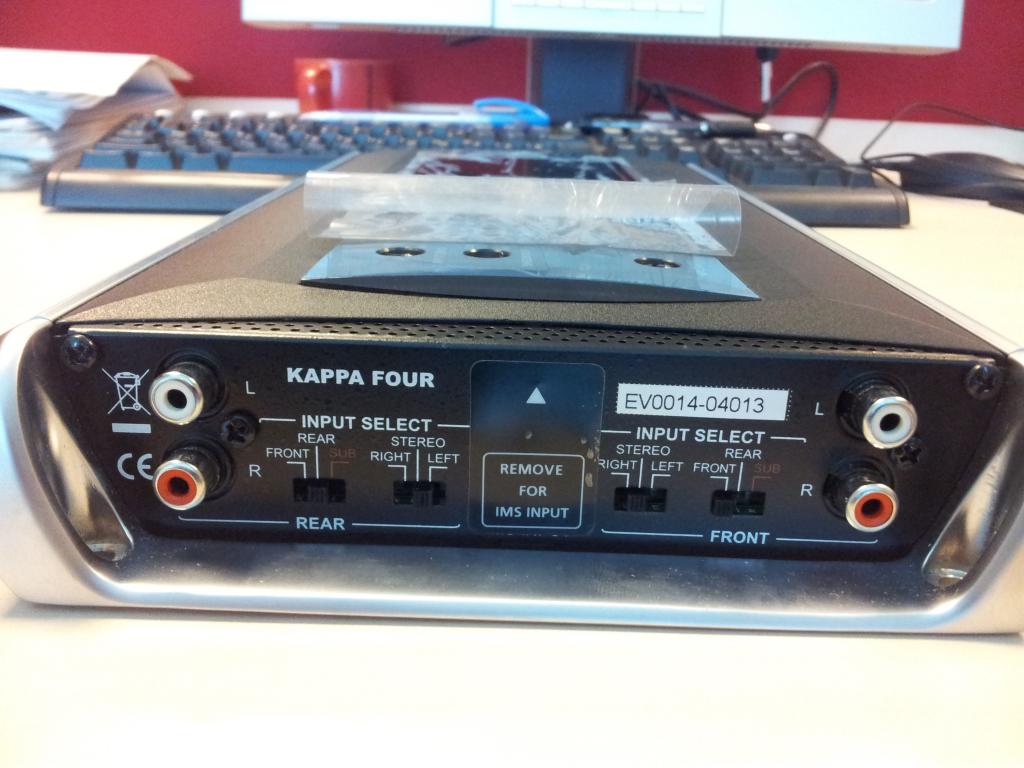 KAPPA FOUR
L
INPUT SELECT
REAR
STEREO
FRONT
SUB
RIGHT
LEFT
R
CE
REAR
REMOVE
FOR
IMS INPUT
EV0014-04013
L
INPUT SELECT
STEREO
REAR
RIGHT
LEFT
FRONT
SUB
R
FRONT